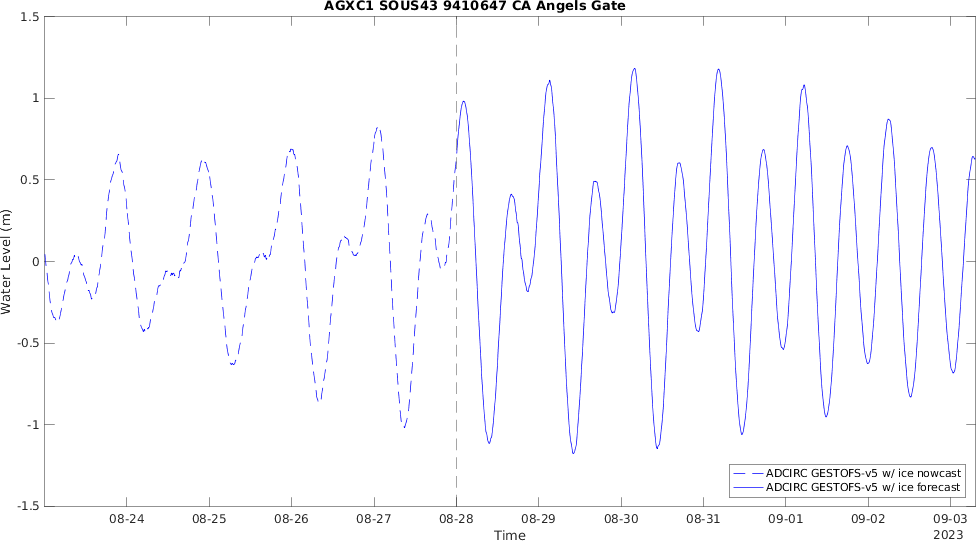 AGXC1 SOUS43 9410647 CA Angels Gate
1.5
1
0.5
0
-0.5
-1
-1.5
Water Level (m)
ADCIRC GESTOFS-v5 w/ ice nowcast
ADCIRC GESTOFS-v5 w/ ice forecast
08-24 08-25 08-26 08-27 08-28 08-29 08-30 08-31 09-01 09-02 09-03
Time
2023